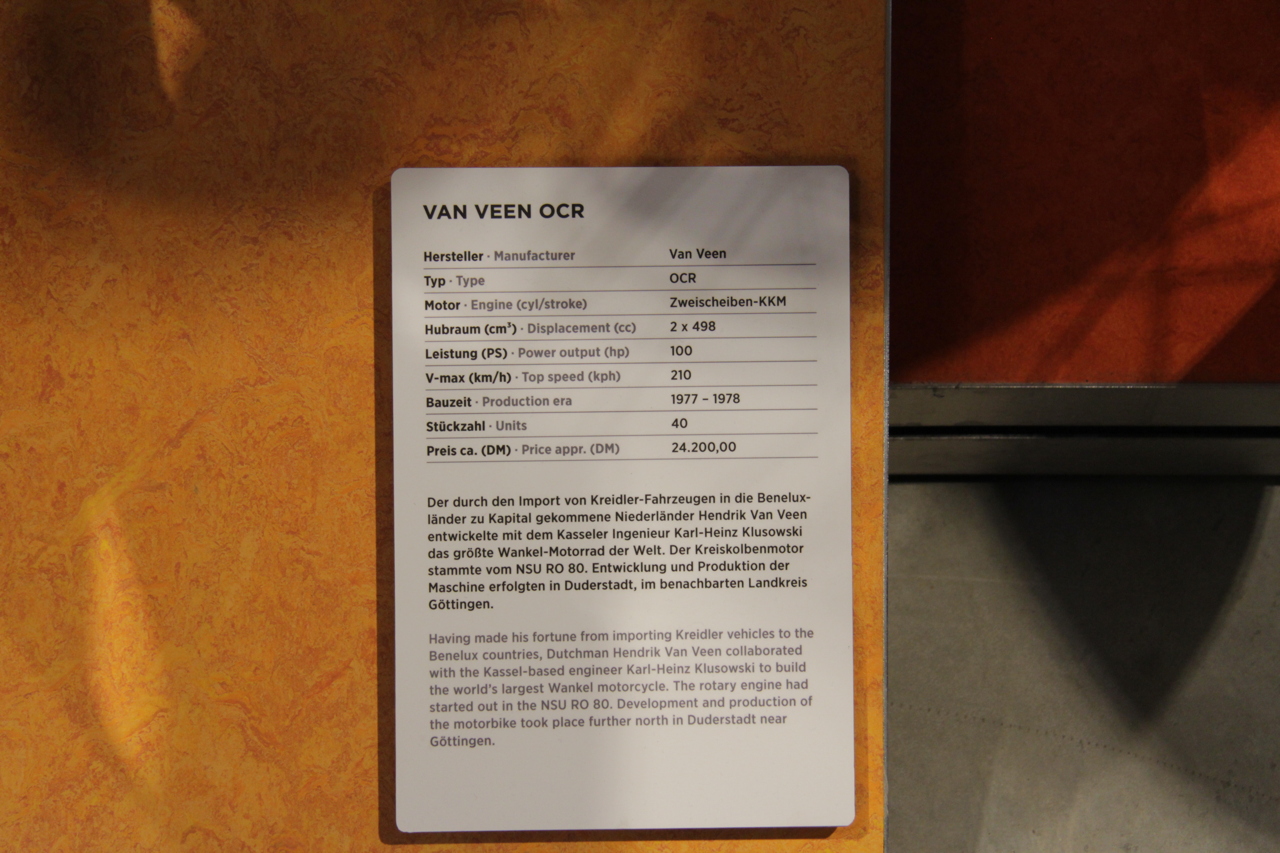 VAN VEEN OCR
Hersteller · Manufacturer Van Veen
Typ · Type OCR
Motor · Engine (cyl/stroke) Zweischeiben-KKM
Hubraum (cm³) · Displacement (cc) 2 x 498
Leistung (PS) · Power output (hp) 100
V-max (km/h) · Top speed (kph) 210
Bauzeit · Production era 1977 – 1978
Stückzahl · Units 40
Preis ca. (DM) · Price appr. (DM) 24.200,00
Der durch den Import von Kreidler-Fahrzeugen in die Benelux-
länder zu Kapital gekommene Niederländer Hendrik Van Veen
entwickelte mit dem Kasseler Ingenieur Karl-Heinz Klusowski
das größte Wankel-Motorrad der Welt. Der Kreiskolbenmotor
stammte vom NSU RO 80. Entwicklung und Produktion der
Maschine erfolgten in Duderstadt, im benachbarten Landkreis
Göttingen.
Having made his fortune from importing Kreidler vehicles to the
Benelux countries, Dutchman Hendrik Van Veen collaborated
with the Kassel-based engineer Karl-Heinz Klusowski to build
the world's largest Wankel motorcycle. The rotary engine had
started out in the NSU RO 80. Development and production of
the motorbike took place further north in Duderstadt near
Göttingen.